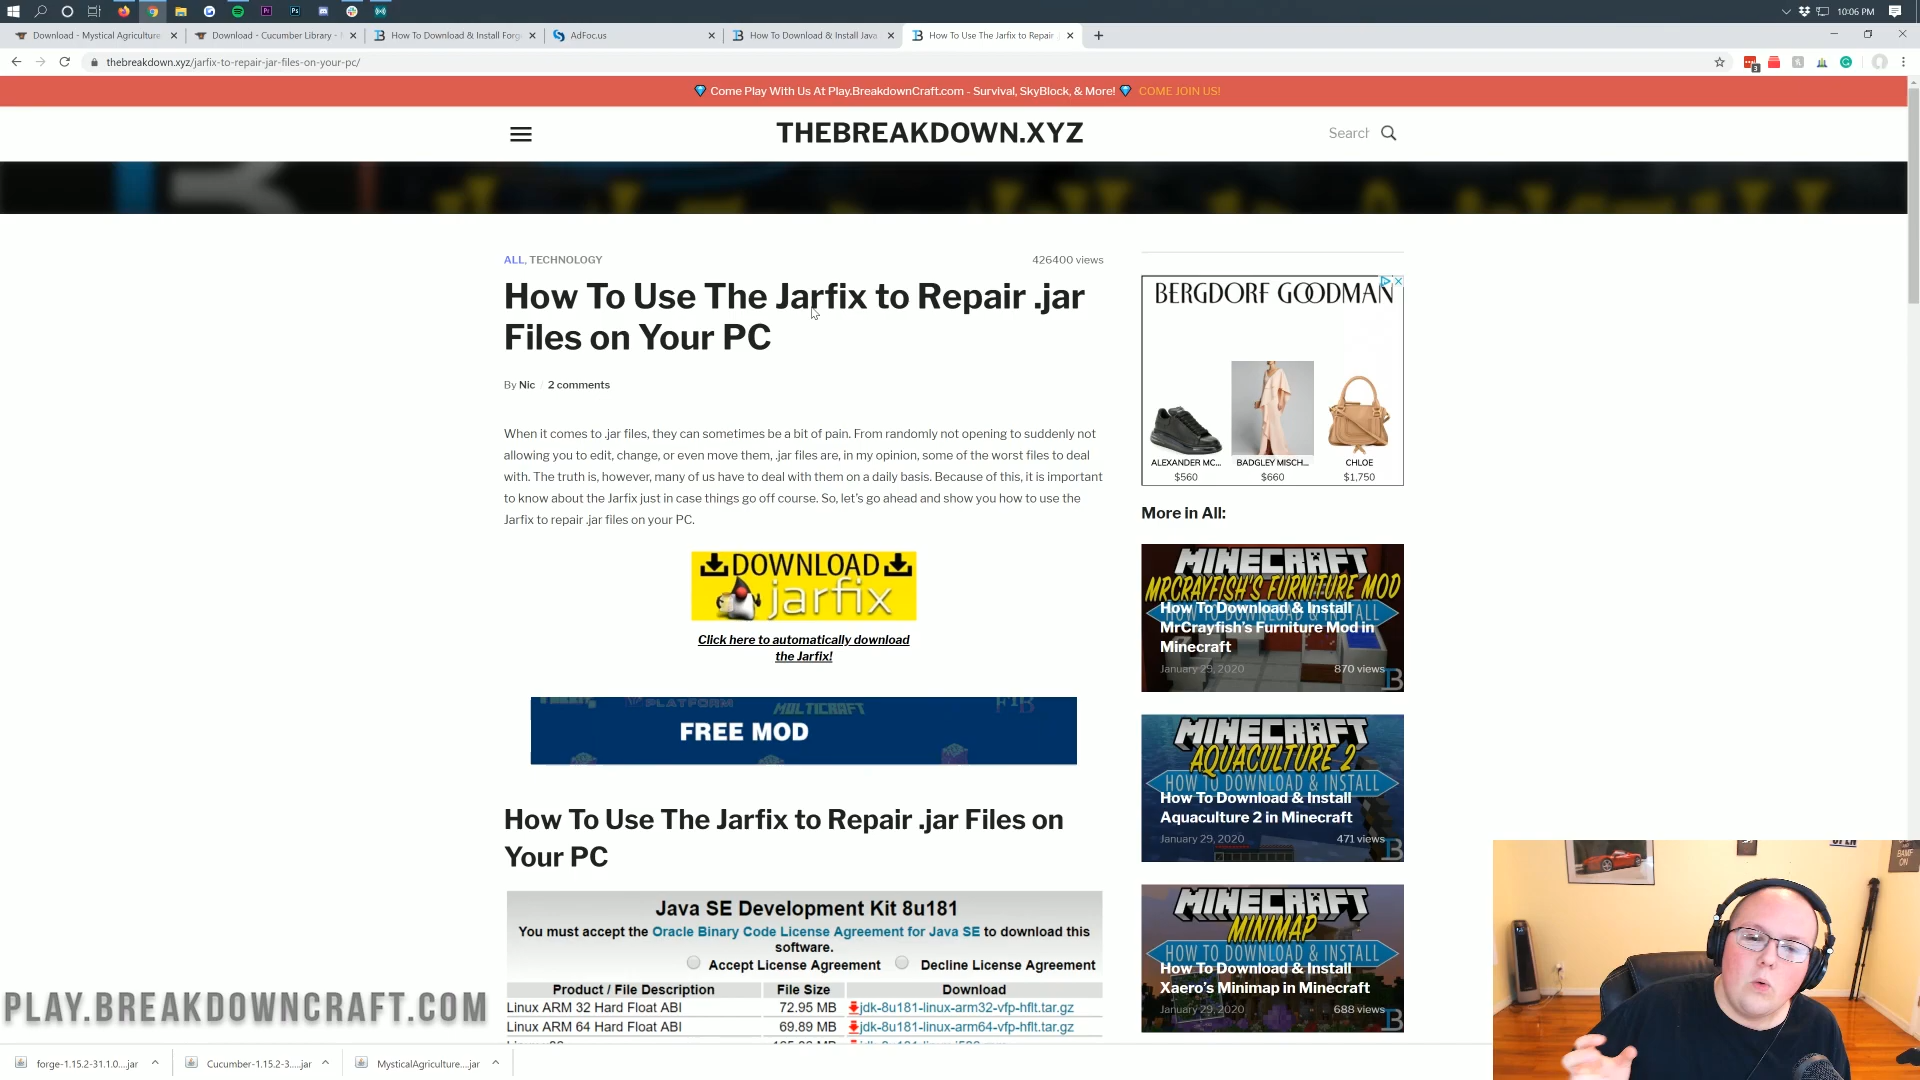 10:06 PM
Download - Mystical Agriculture
Download - Cucumber Library -
How To Download & Install Forg
AdFoc.us
How To Download & Install Java
How To Use The Jarfix to Repair
thebreakdown.xyz/jarfix-to-repair-jar-files-on-your-pc/
Come Play With Us At Play.BreakdownCraft.com - Survival, SkyBlock, & More! COME JOIN US!
THEBREAKDOWN.XYZ
Search
ALL, TECHNOLOGY
426400 views
How To Use The Jarfix to Repair .jar
Files on Your PC
By Nic / 2 comments
When it comes to .jar files, they can sometimes be a bit of pain. From randomly not opening to suddenly not
allowing you to edit, change, or even move them, .jar files are, in my opinion, some of the worst files to deal
with. The truth is, however, many of us have to deal with them on a daily basis. Because of this, it is important
to know about the Jarfix just in case things go off course. So, let's go ahead and show you how to use the
Jarfix to repair .jar files on your PC.
DOWNLOAD
jarfix
Click here to automatically download
the Jarfix!
PLATFORM
MULTICRAFT
FTB
FREE MOD
How To Use The Jarfix to Repair .jar Files on
Your PC
Java SE Development Kit 8u181
You must accept the Oracle Binary Code License Agreement for Java SE to download this
software.
Accept License Agreement Decline License Agreement
Product / File Description File Size Download
Linux ARM 32 Hard Float ABI 72.95 MB jdk-8u181-linux-arm32-vfp-hflt.tar.gz
Linux ARM 64 Hard Float ABI 69.89 MB jdk-8u181-linux-arm64-vfp-hflt.tar.gz
BERGDORF GOODMAN
ALEXANDER MC... BADGLEY MISCH... CHLOE
$560 $660 $1,750
More in All:
MINECRAFT
MRCRAYFISH'S FURNITURE MOD
HOW TO DOWNLOAD & INSTALL
How To Download & Install
MrCrayfish's Furniture Mod in
Minecraft
January 29, 2020 870 views
MINECRAFT
AQUACULTURE 2
HOW TO DOWNLOAD & INSTALL
How To Download & Install
Aquaculture 2 in Minecraft
January 29, 2020 471 views
MINECRAFT
MINIMAP
HOW TO DOWNLOAD & INSTALL
How To Download & Install
Xaero's Minimap in Minecraft
January 29, 2020 688 views
OPEN
GAME
ON
PLAY.BREAKDOWNCRAFT.COM
forge-1.15.2-31.1.0....jar
Cucumber-1.15.2-3.....jar
MysticalAgriculture....jar